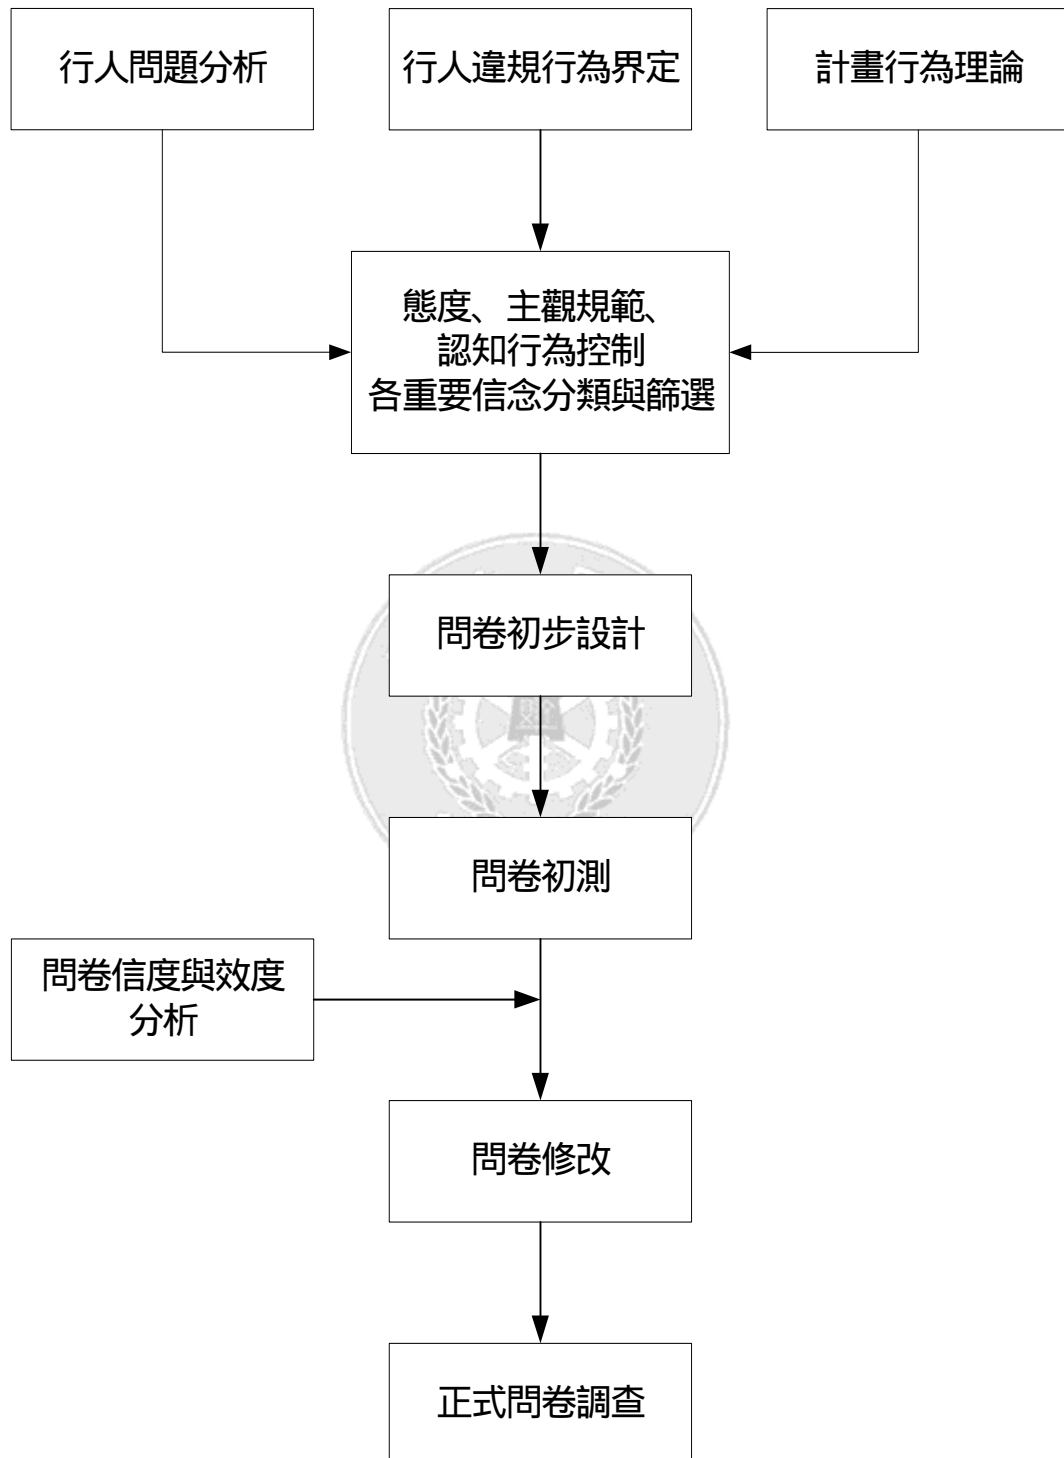 行人問題分析
行人違規行為界定
計畫行為理論
態度、主觀規範、
認知行為控制
各重要信念分類與篩選
問卷初步設計
問卷初測
問卷信度與效度
分析
問卷修改
正式問卷調查